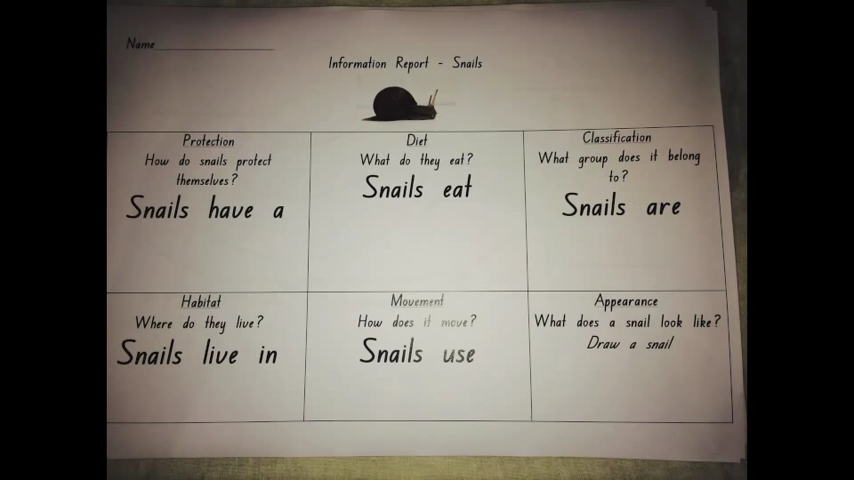 Name
Information Report - Snails
Protection
How do snails protect
themselves?
Snails have a
Diet
What do they eat?
Snails eat
Classification
What group does it belong
to?
Snails are
Habitat
Where do they live?
Snails live in
Movement
How does it move?
Snails use
Appearance
What does a snail look like?
Draw a snail